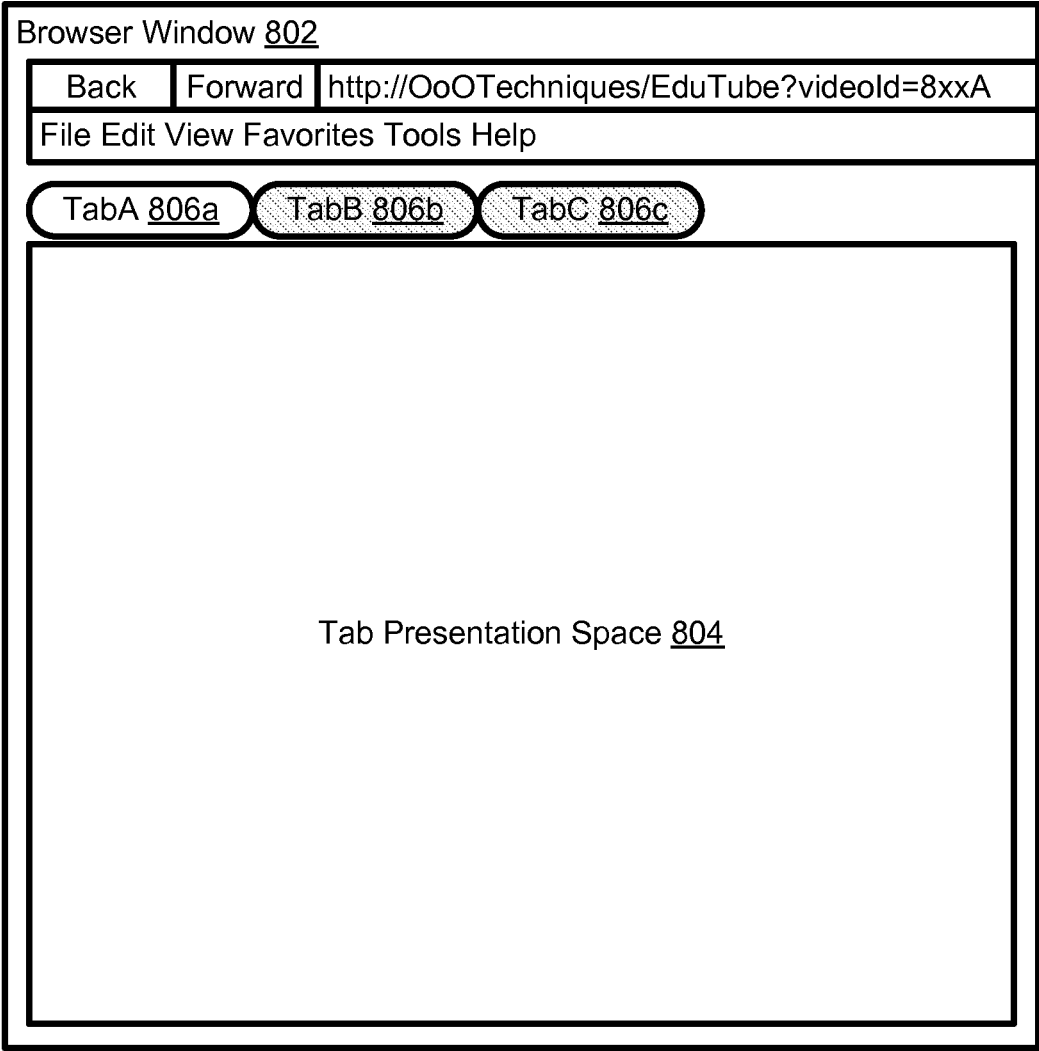 Browser Window 802
Back Forward http://OoOTechniques/EduTube?videoId=8xxA
File Edit View Favorites Tools Help
TabA 806a TabB 806b TabC 806c
Tab Presentation Space 804